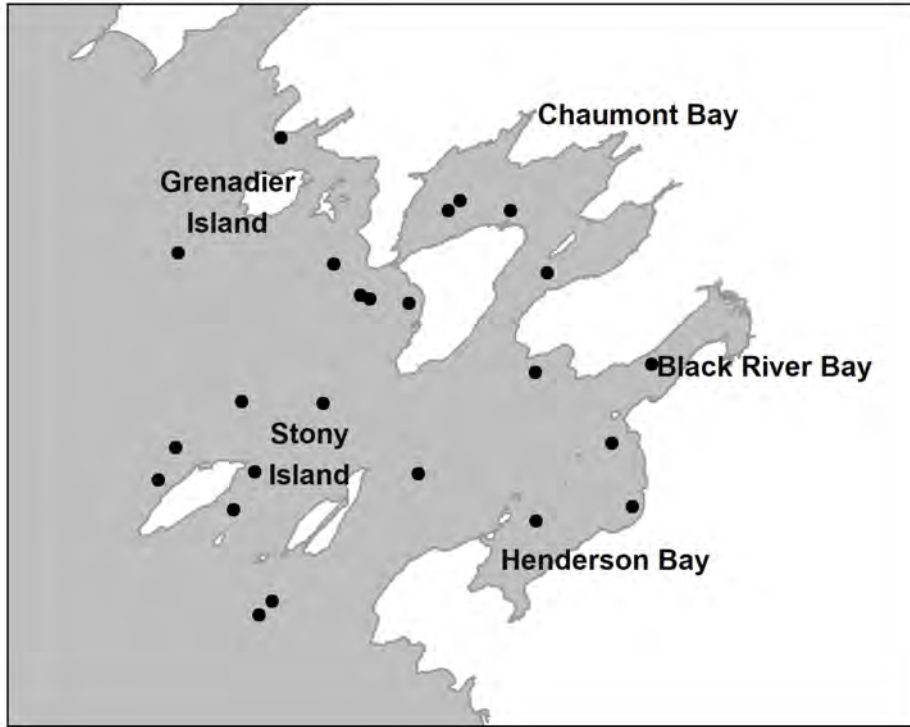 Chaumont Bay
Grenadier
Island
Black River Bay
Stony
Island
Henderson Bay